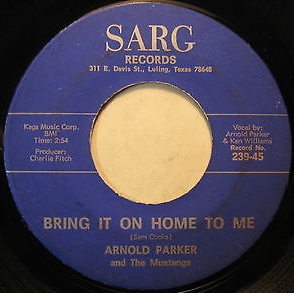 SARG
RECORDS
311 E. Davis St., Luling, Texas 78648
Kags Music Corp.
BMI
Time: 2:54
Producer:
Charlie Fitch
Vocal by:
Arnold Parker
& Ken Williams
Record No.
239-45
BRING IT ON HOME TO ME
(Sam Cooke)
ARNOLD PARKER
and The Mustangs